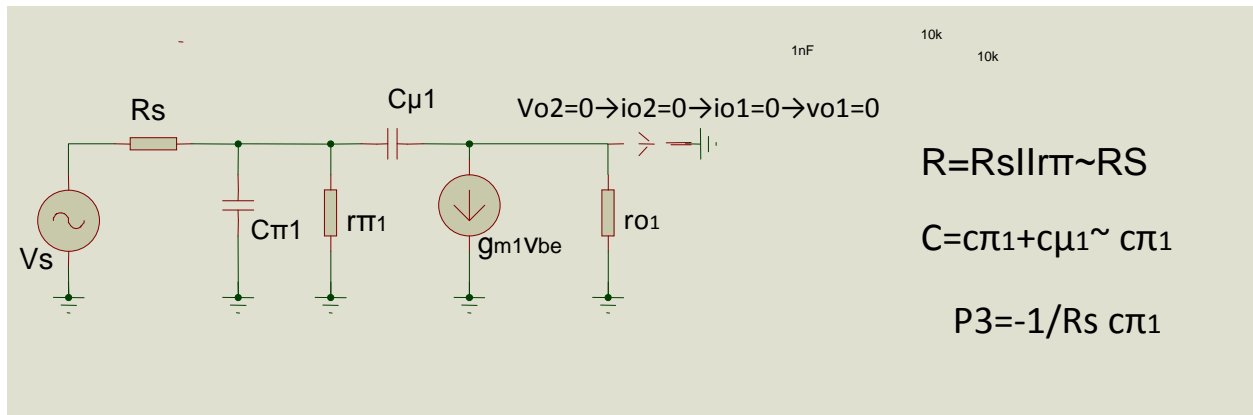 10k
1nF
10k
Rs
Cµ1
Vo2=0→io2=0→io1=0→vo1=0
R=RsIIrπ~RS
Vs
Cπ1
rπ1
gm1Vbe
ro1
C=cπ1+cµ1~ cπ1
P3=-1/Rs cπ1